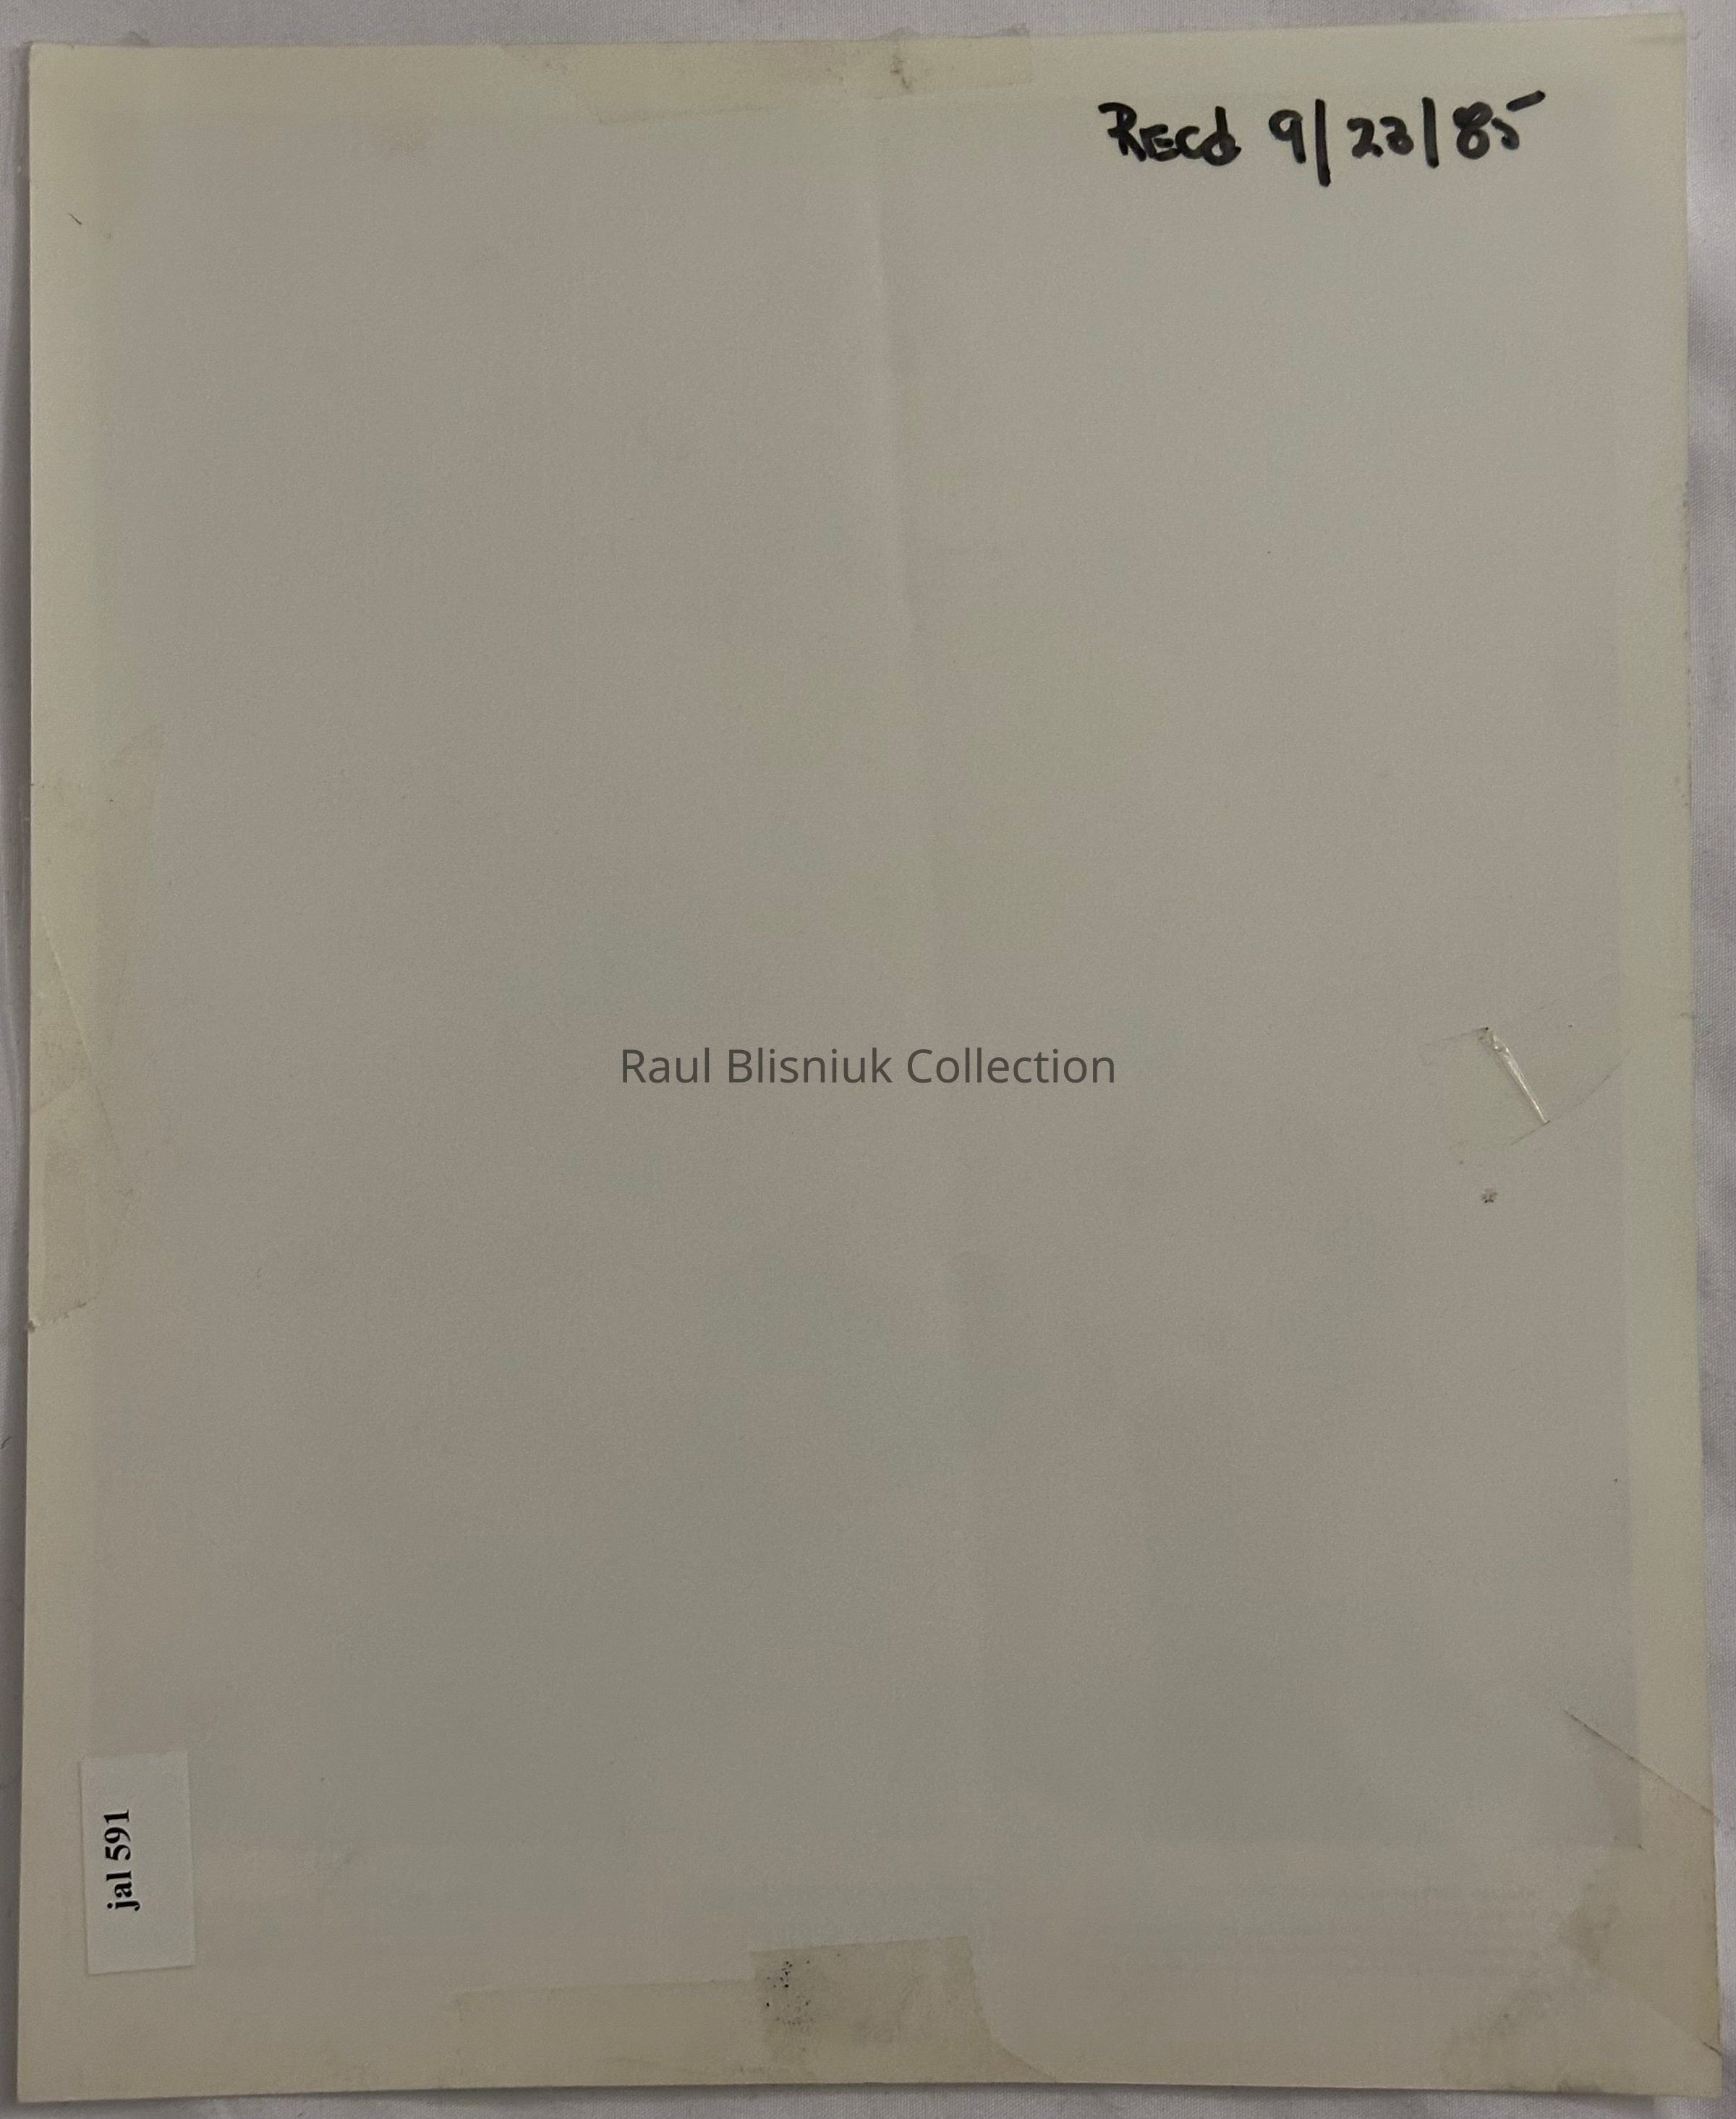 Recd 9/23/85
Raul Blisniuk Collection
jal 591